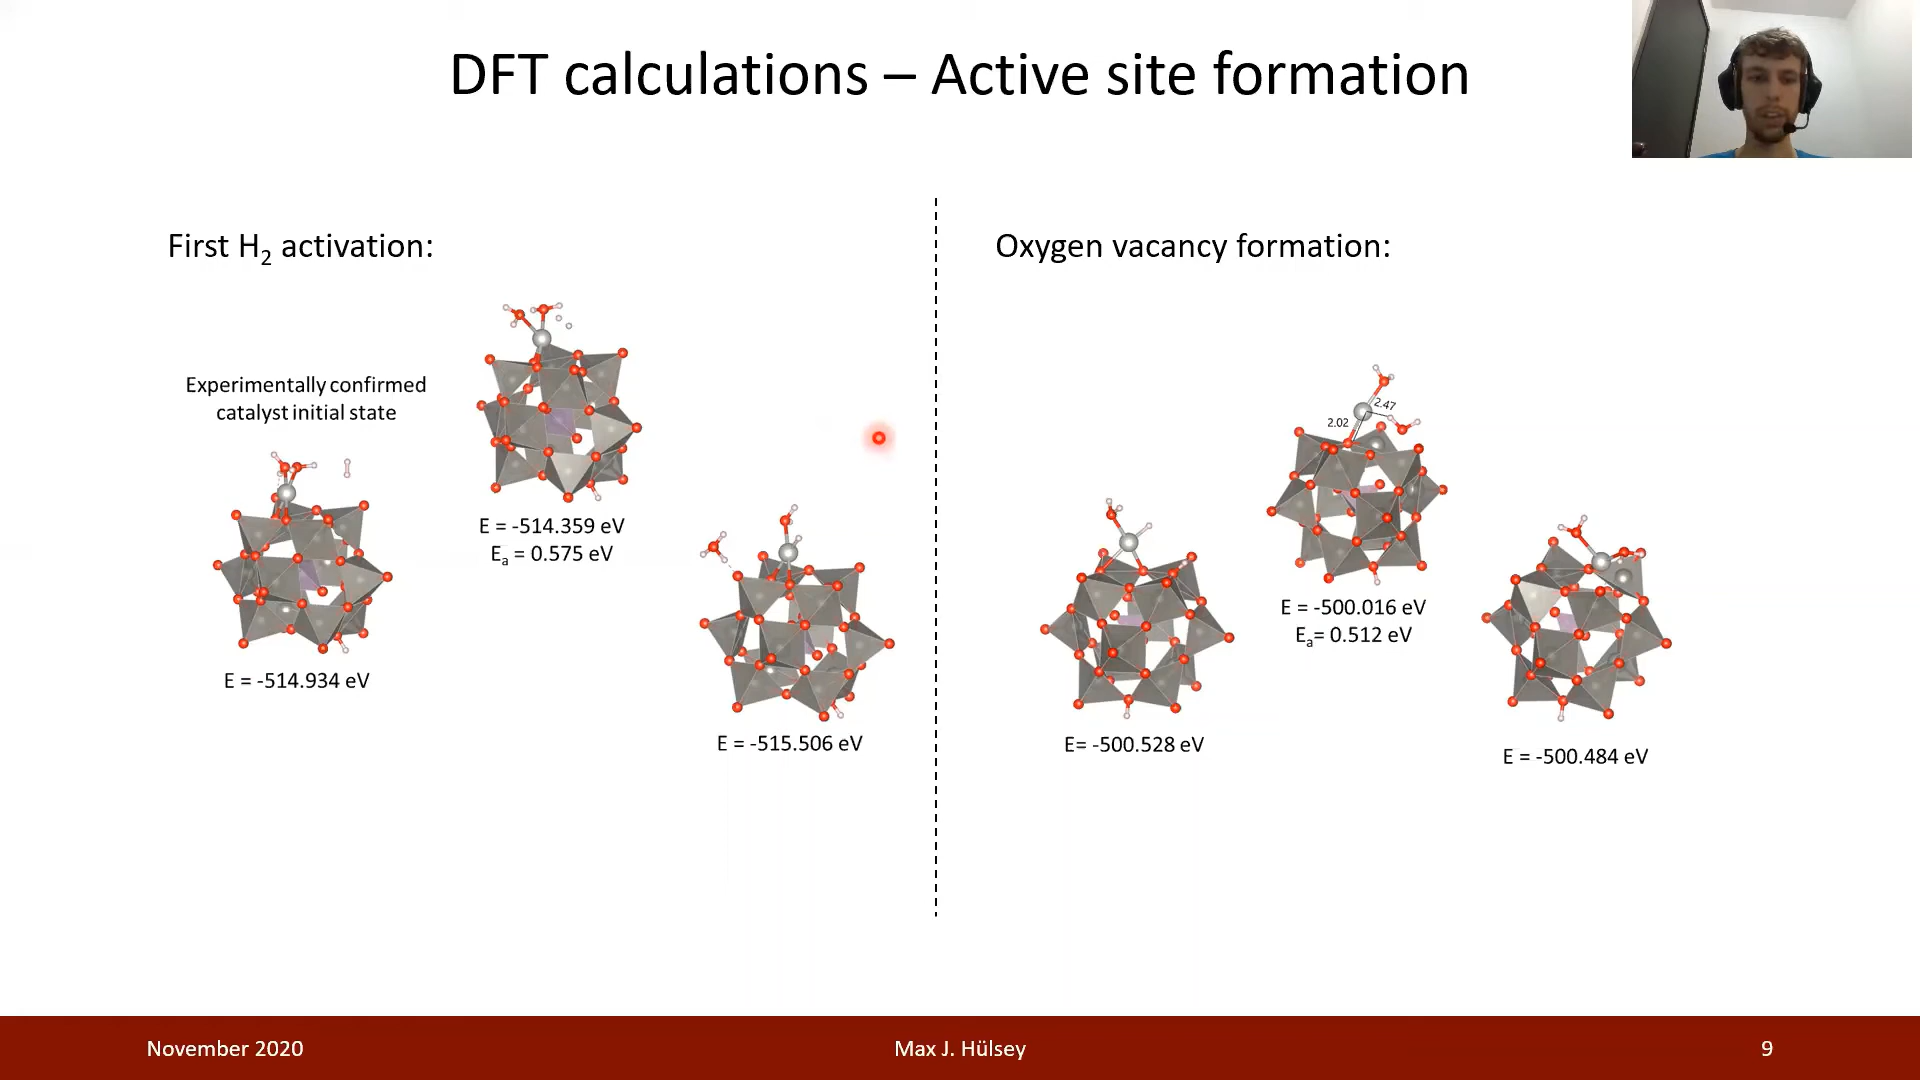 DFT calculations – Active site formation
First H₂ activation:
Experimentally confirmed
catalyst initial state
E = -514.934 eV
E = -514.359 eV
Eₐ = 0.575 eV
E = -515.506 eV
Oxygen vacancy formation:
E= -500.528 eV
2.47
2.02
E = -500.016 eV
Eₐ= 0.512 eV
E = -500.484 eV
November 2020
Max J. Hülsey
9